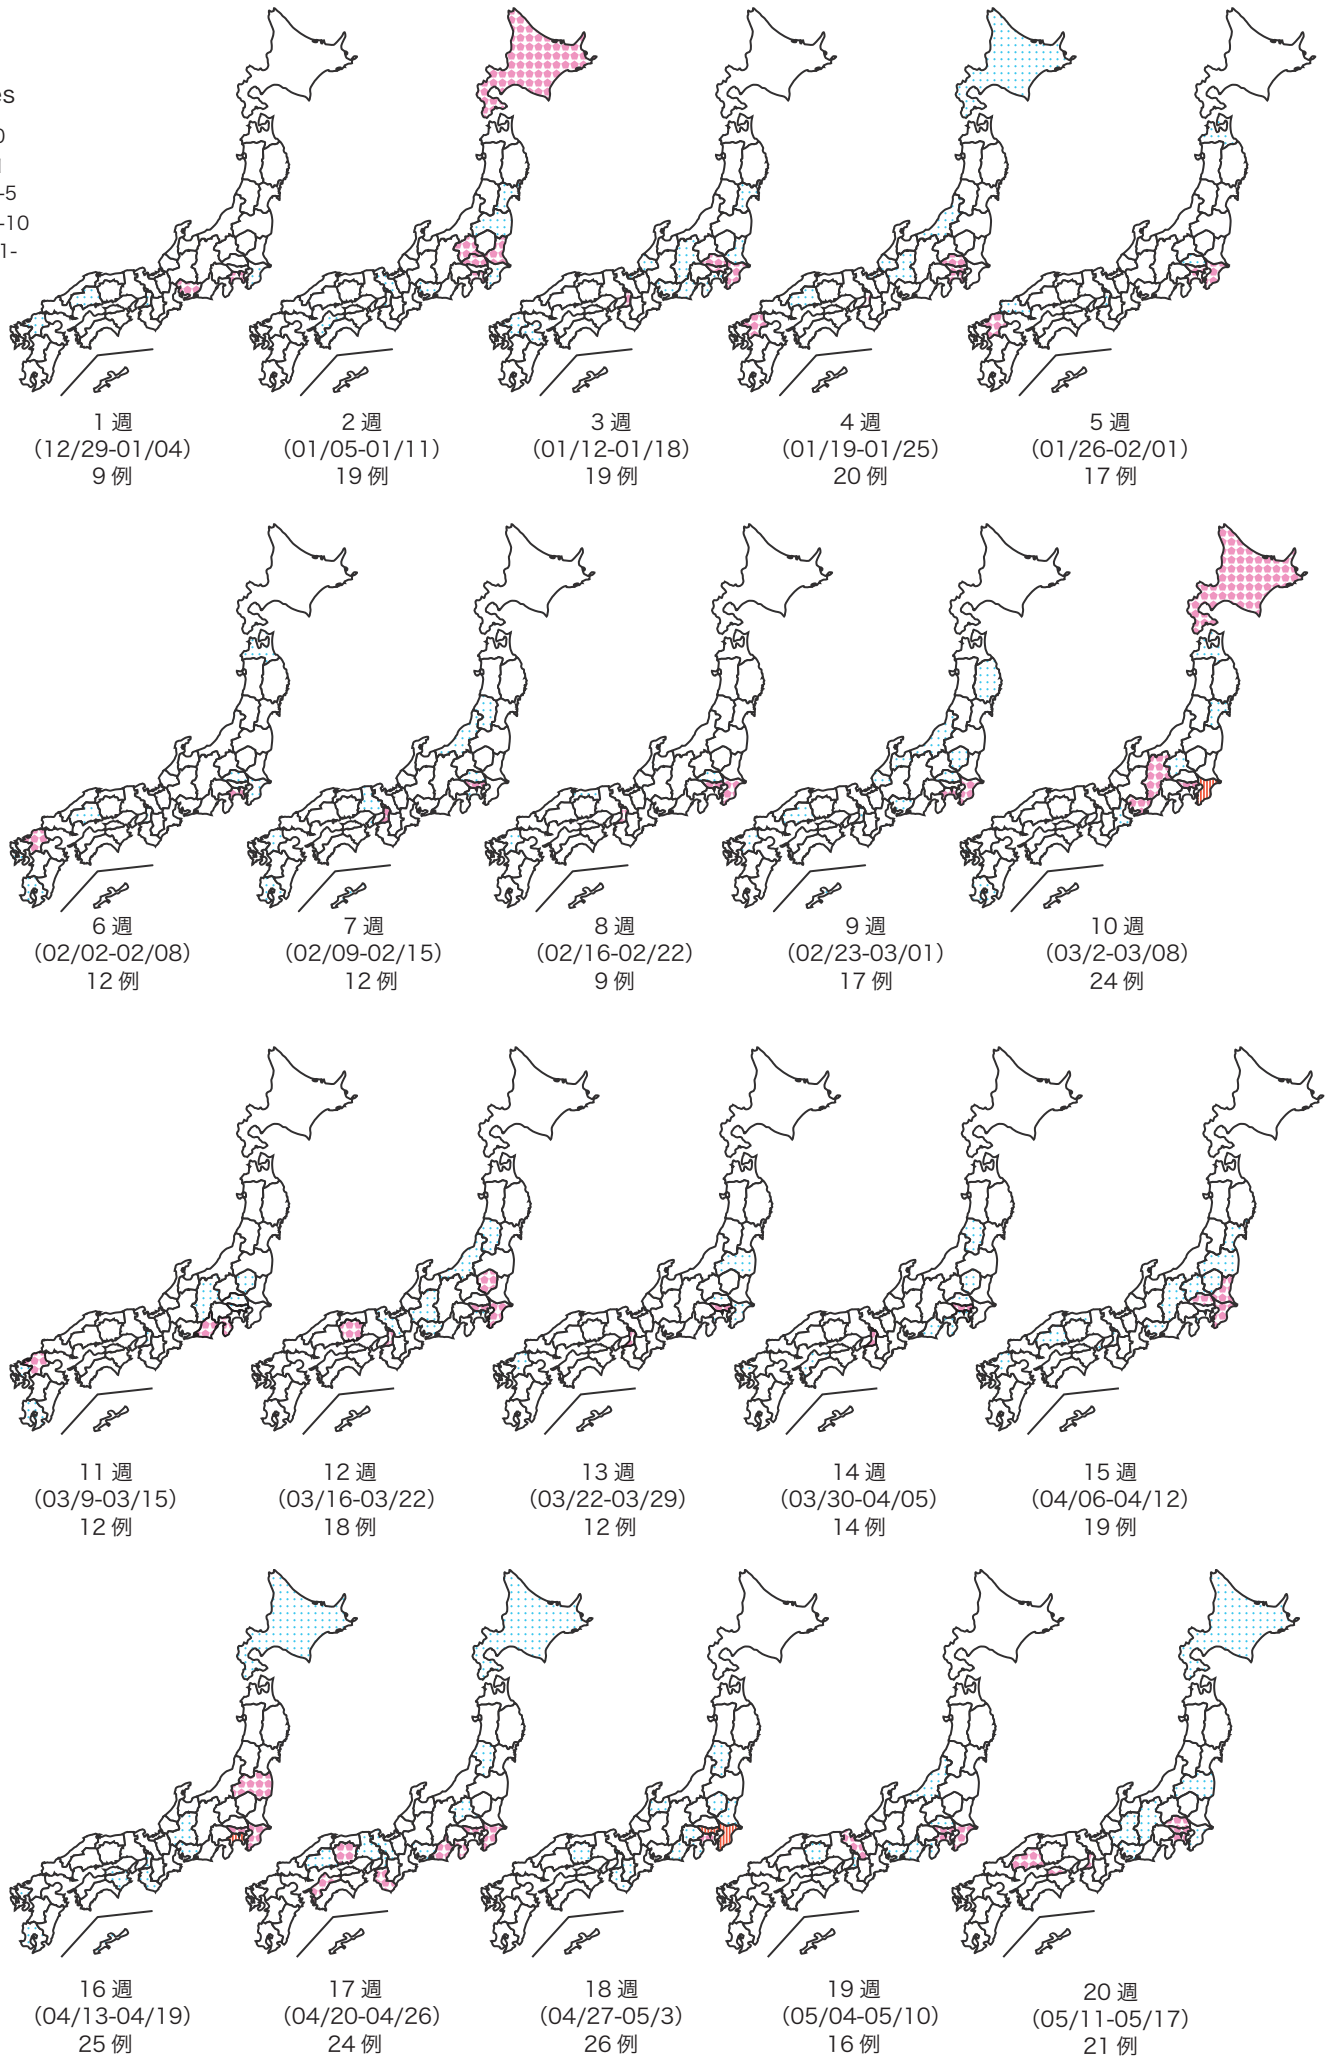 es
0
1
-5
-10
1-
1 週
（12/29-01/04）
9 例
2 週
（01/05-01/11）
19 例
3 週
（01/12-01/18）
19 例
4 週
（01/19-01/25）
20 例
5 週
（01/26-02/01）
17 例
6 週
（02/02-02/08）
12 例
7 週
（02/09-02/15）
12 例
8 週
（02/16-02/22）
9 例
9 週
（02/23-03/01）
17 例
10 週
（03/2-03/08）
24 例
11 週
（03/9-03/15）
12 例
12 週
（03/16-03/22）
18 例
13 週
（03/22-03/29）
12 例
14 週
（03/30-04/05）
14 例
15 週
（04/06-04/12）
19 例
16 週
（04/13-04/19）
25 例
17 週
（04/20-04/26）
24 例
18 週
（04/27-05/3）
26 例
19 週
（05/04-05/10）
16 例
20 週
（05/11-05/17）
21 例